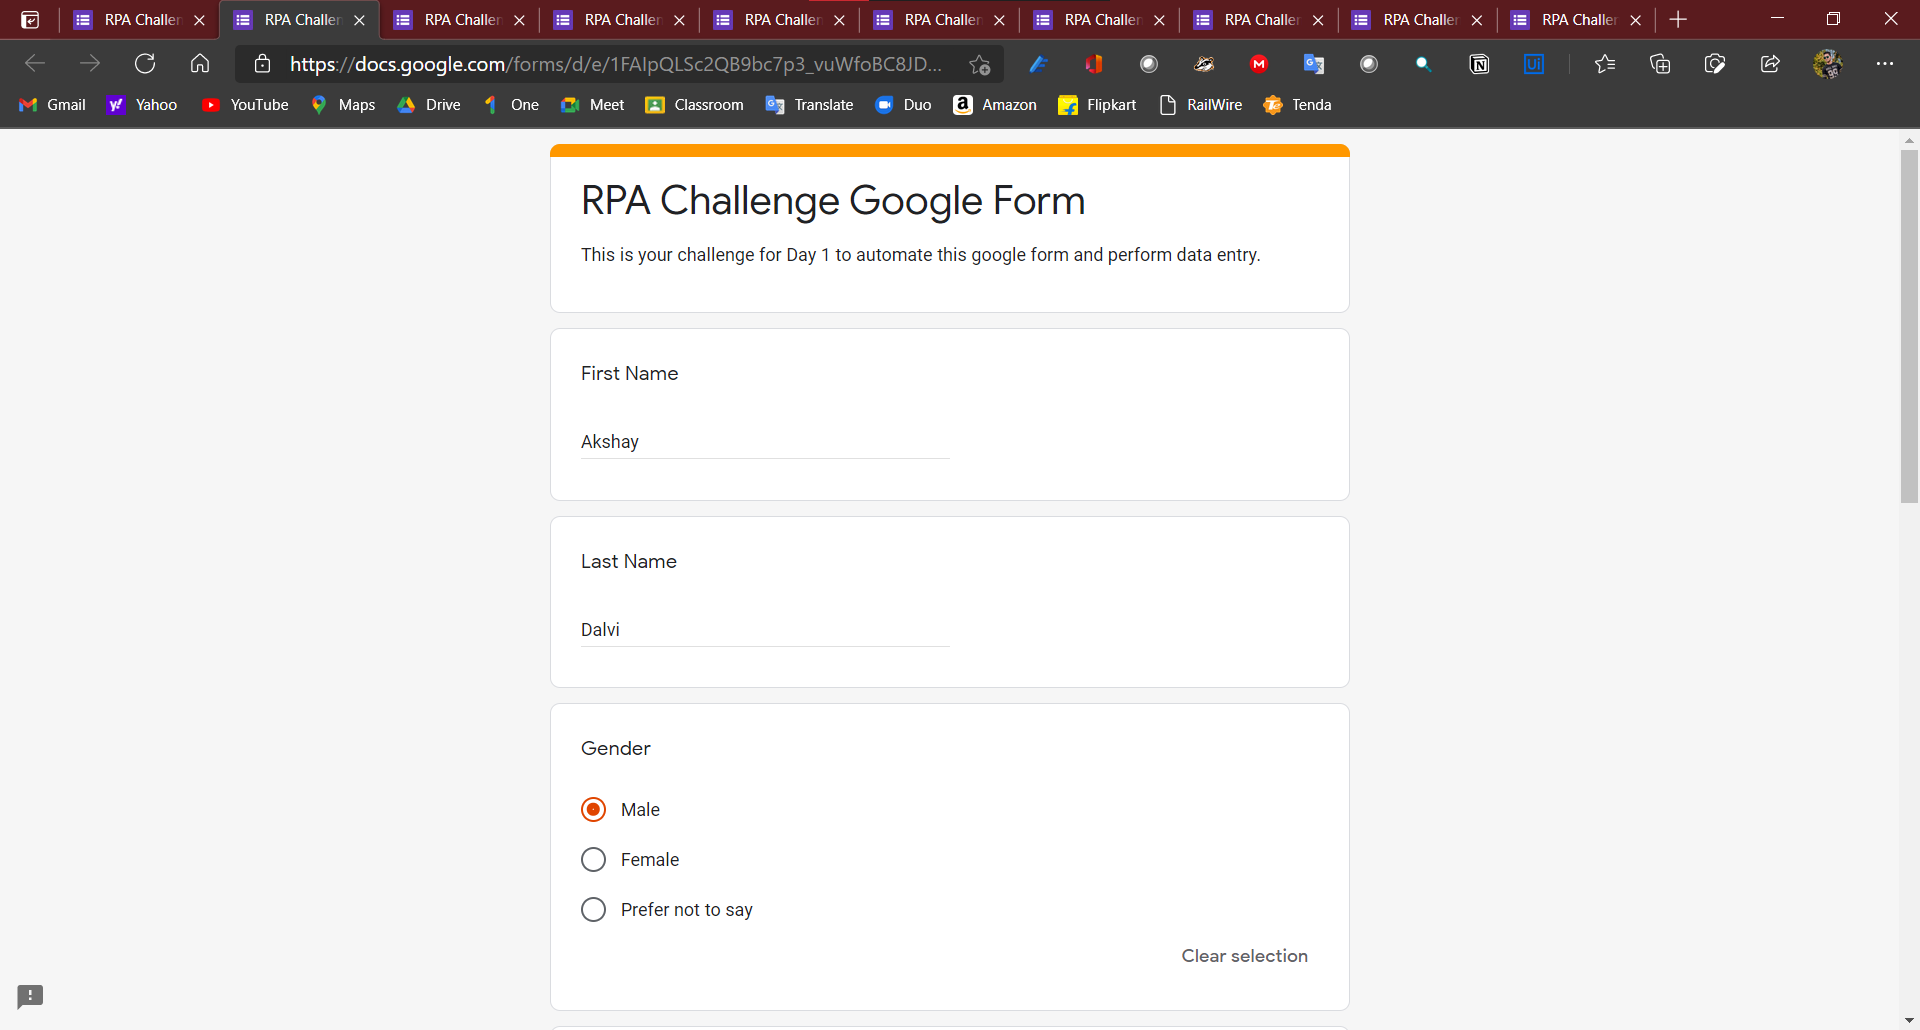 RPA Challen RPA Challen RPA Challen RPA Challen RPA Challen RPA Challen RPA Challen RPA Challer RPA Challer RPA Challer
https://docs.google.com/forms/d/e/1FAIpQLSc2QB9bc7p3_vuWfoBC8JD...
Gmail Yahoo YouTube Maps Drive One Meet Classroom Translate Duo Amazon Flipkart RailWire Tenda
RPA Challenge Google Form
This is your challenge for Day 1 to automate this google form and perform data entry.
First Name
Akshay
Last Name
Dalvi
Gender
Male
Female
Prefer not to say
Clear selection